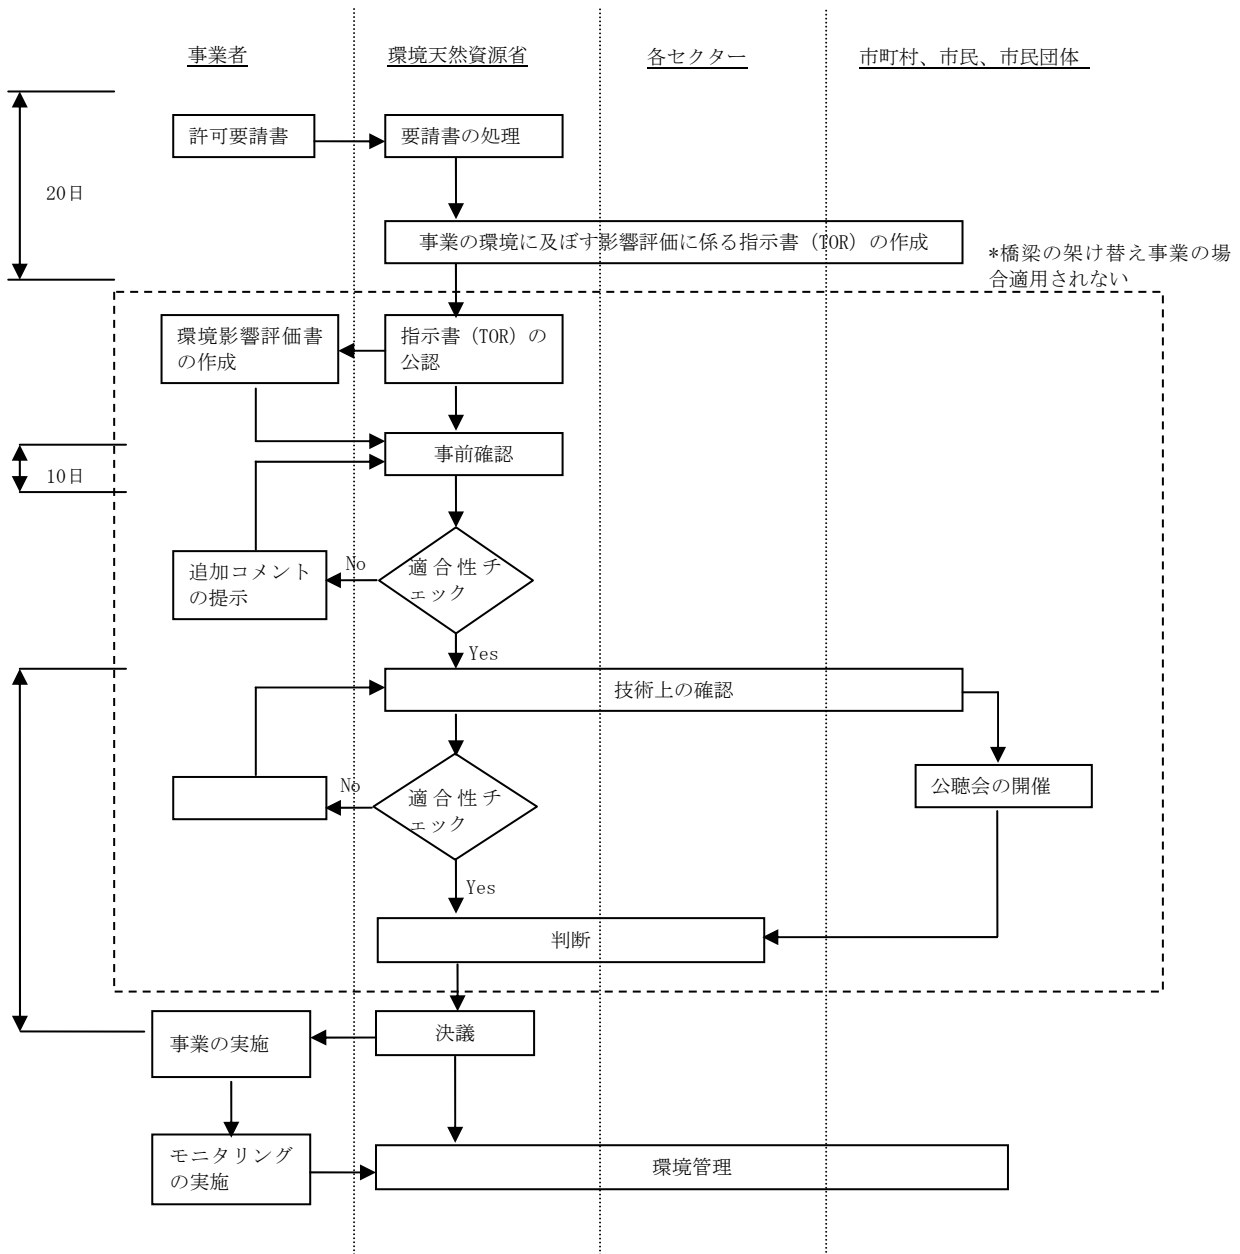 事業者
環境天然資源省
各セクター
市町村、市民、市民団体
許可要請書
要請書の処理
20日
事業の環境に及ぼす影響評価に係る指示書（TOR）の作成
*橋梁の架け替え事業の場
合適用されない
環境影響評価書
の作成
指示書（TOR）の
公認
事前確認
10日
追加コメント
の提示
No
適合性チ
ェック
Yes
技術上の確認
No
適合性チ
ェック
公聴会の開催
Yes
判断
事業の実施
決議
モニタリング
の実施
環境管理